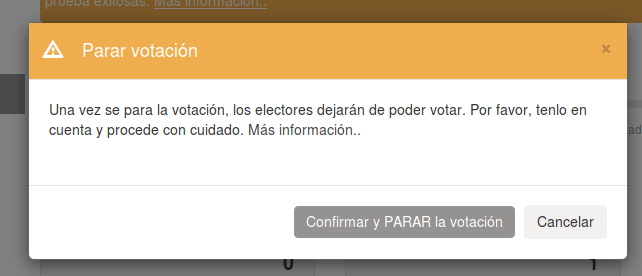 prueba exitosas. Más información..
Parar votación
×
Una vez se para la votación, los electores dejarán de poder votar. Por favor, tenlo en
cuenta y procede con cuidado. Más información..
Confirmar y PARAR la votación
Cancelar
0